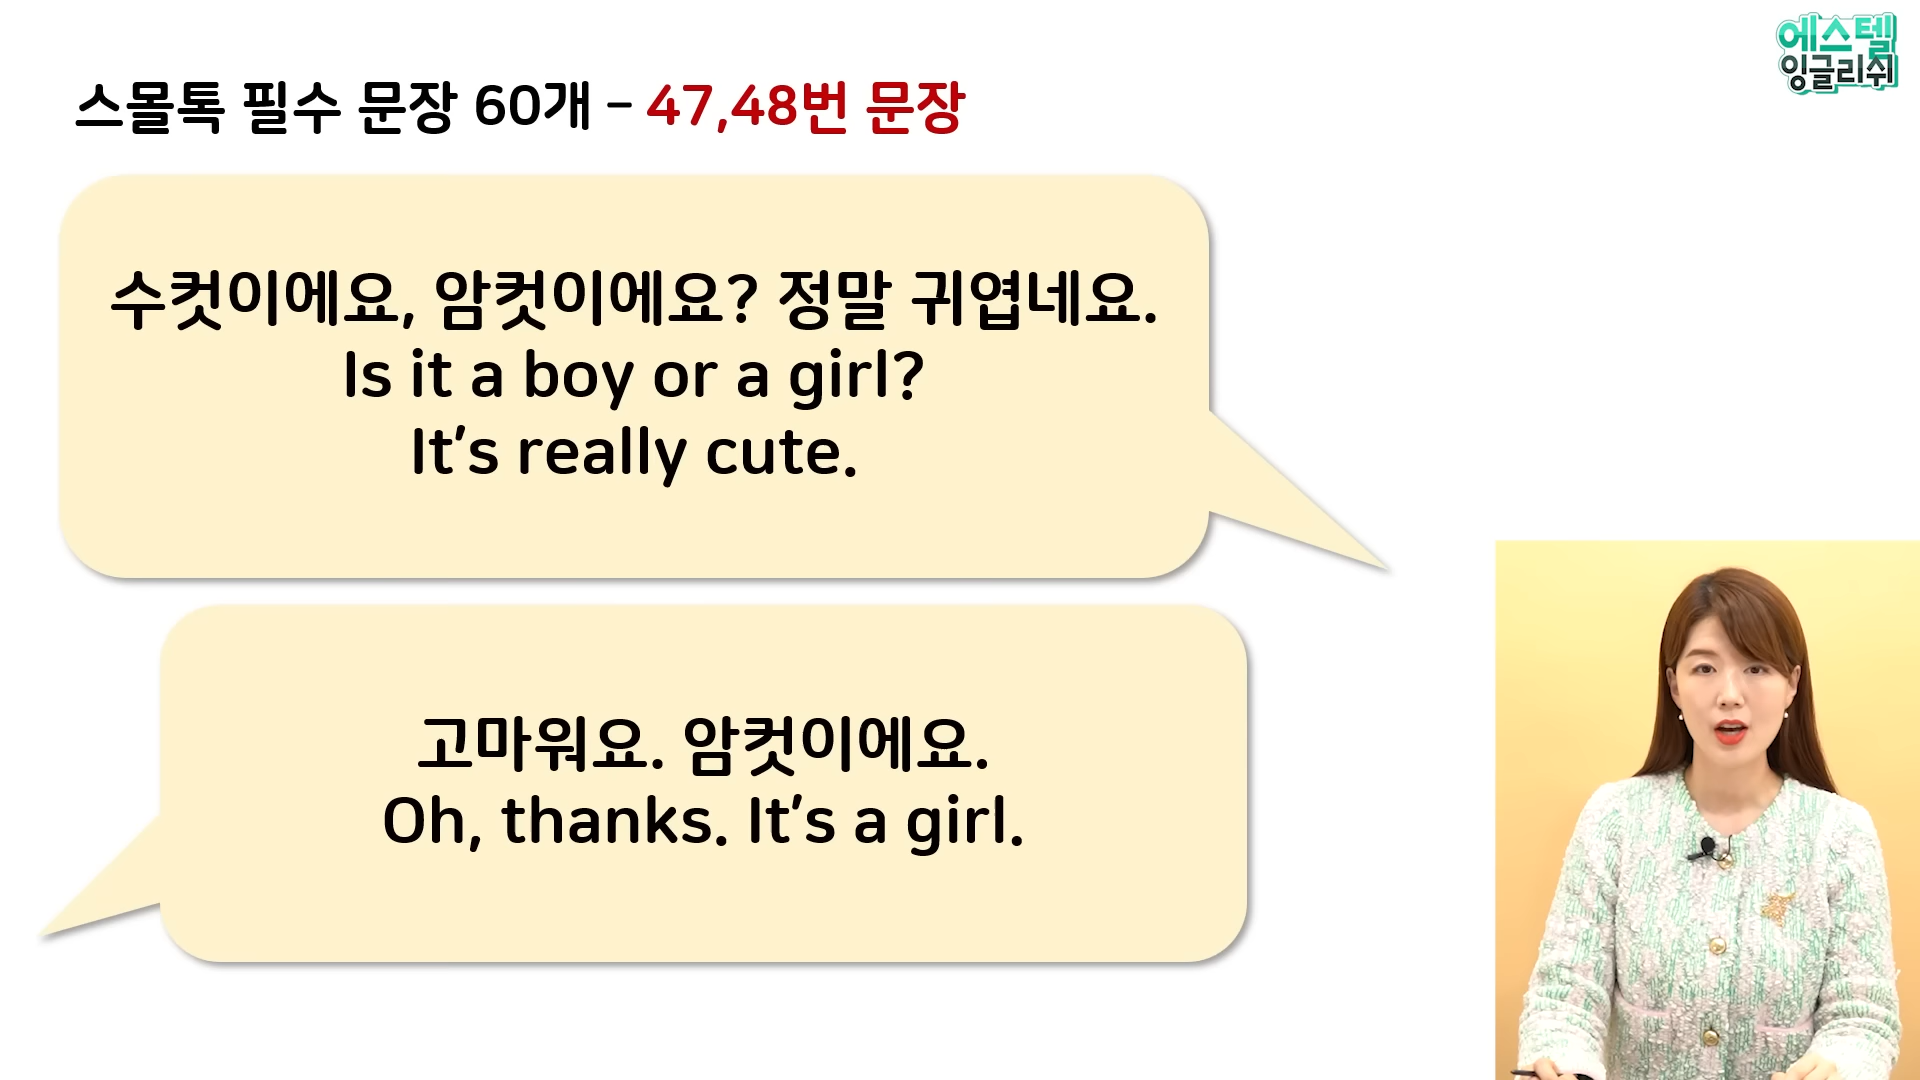 에스텔
잉글리쉬
스몰톡 필수 문장 60개 – 47,48번 문장
수컷이에요, 암컷이에요? 정말 귀엽네요.
Is it a boy or a girl?
It’s really cute.
고마워요. 암컷이에요.
Oh, thanks. It’s a girl.